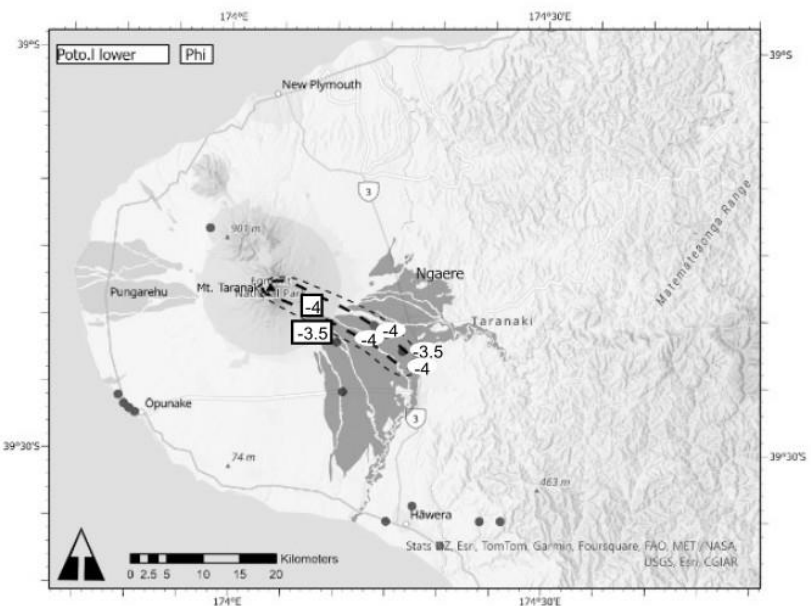 174°E
174°30'E
39°S
39°S
Poto.I lower
Phi
New Plymouth
3
901 m
Matemateaonga Range
Ngaere
Mt. Taranaki
Pungarehu
-4
Taranaki
-3.5
-4
-4
-3.5
-4
Ōpunake
3
39°30'S
39°30'S
74 m
463 m
Hāwera
Stats NZ, Esri, TomTom, Garmin, Foursquare, FAO, METI/NASA,
USGS, Esri, CGIAR
Kilometers
0 2.5 5 10 15 20
174°E
174°30'E